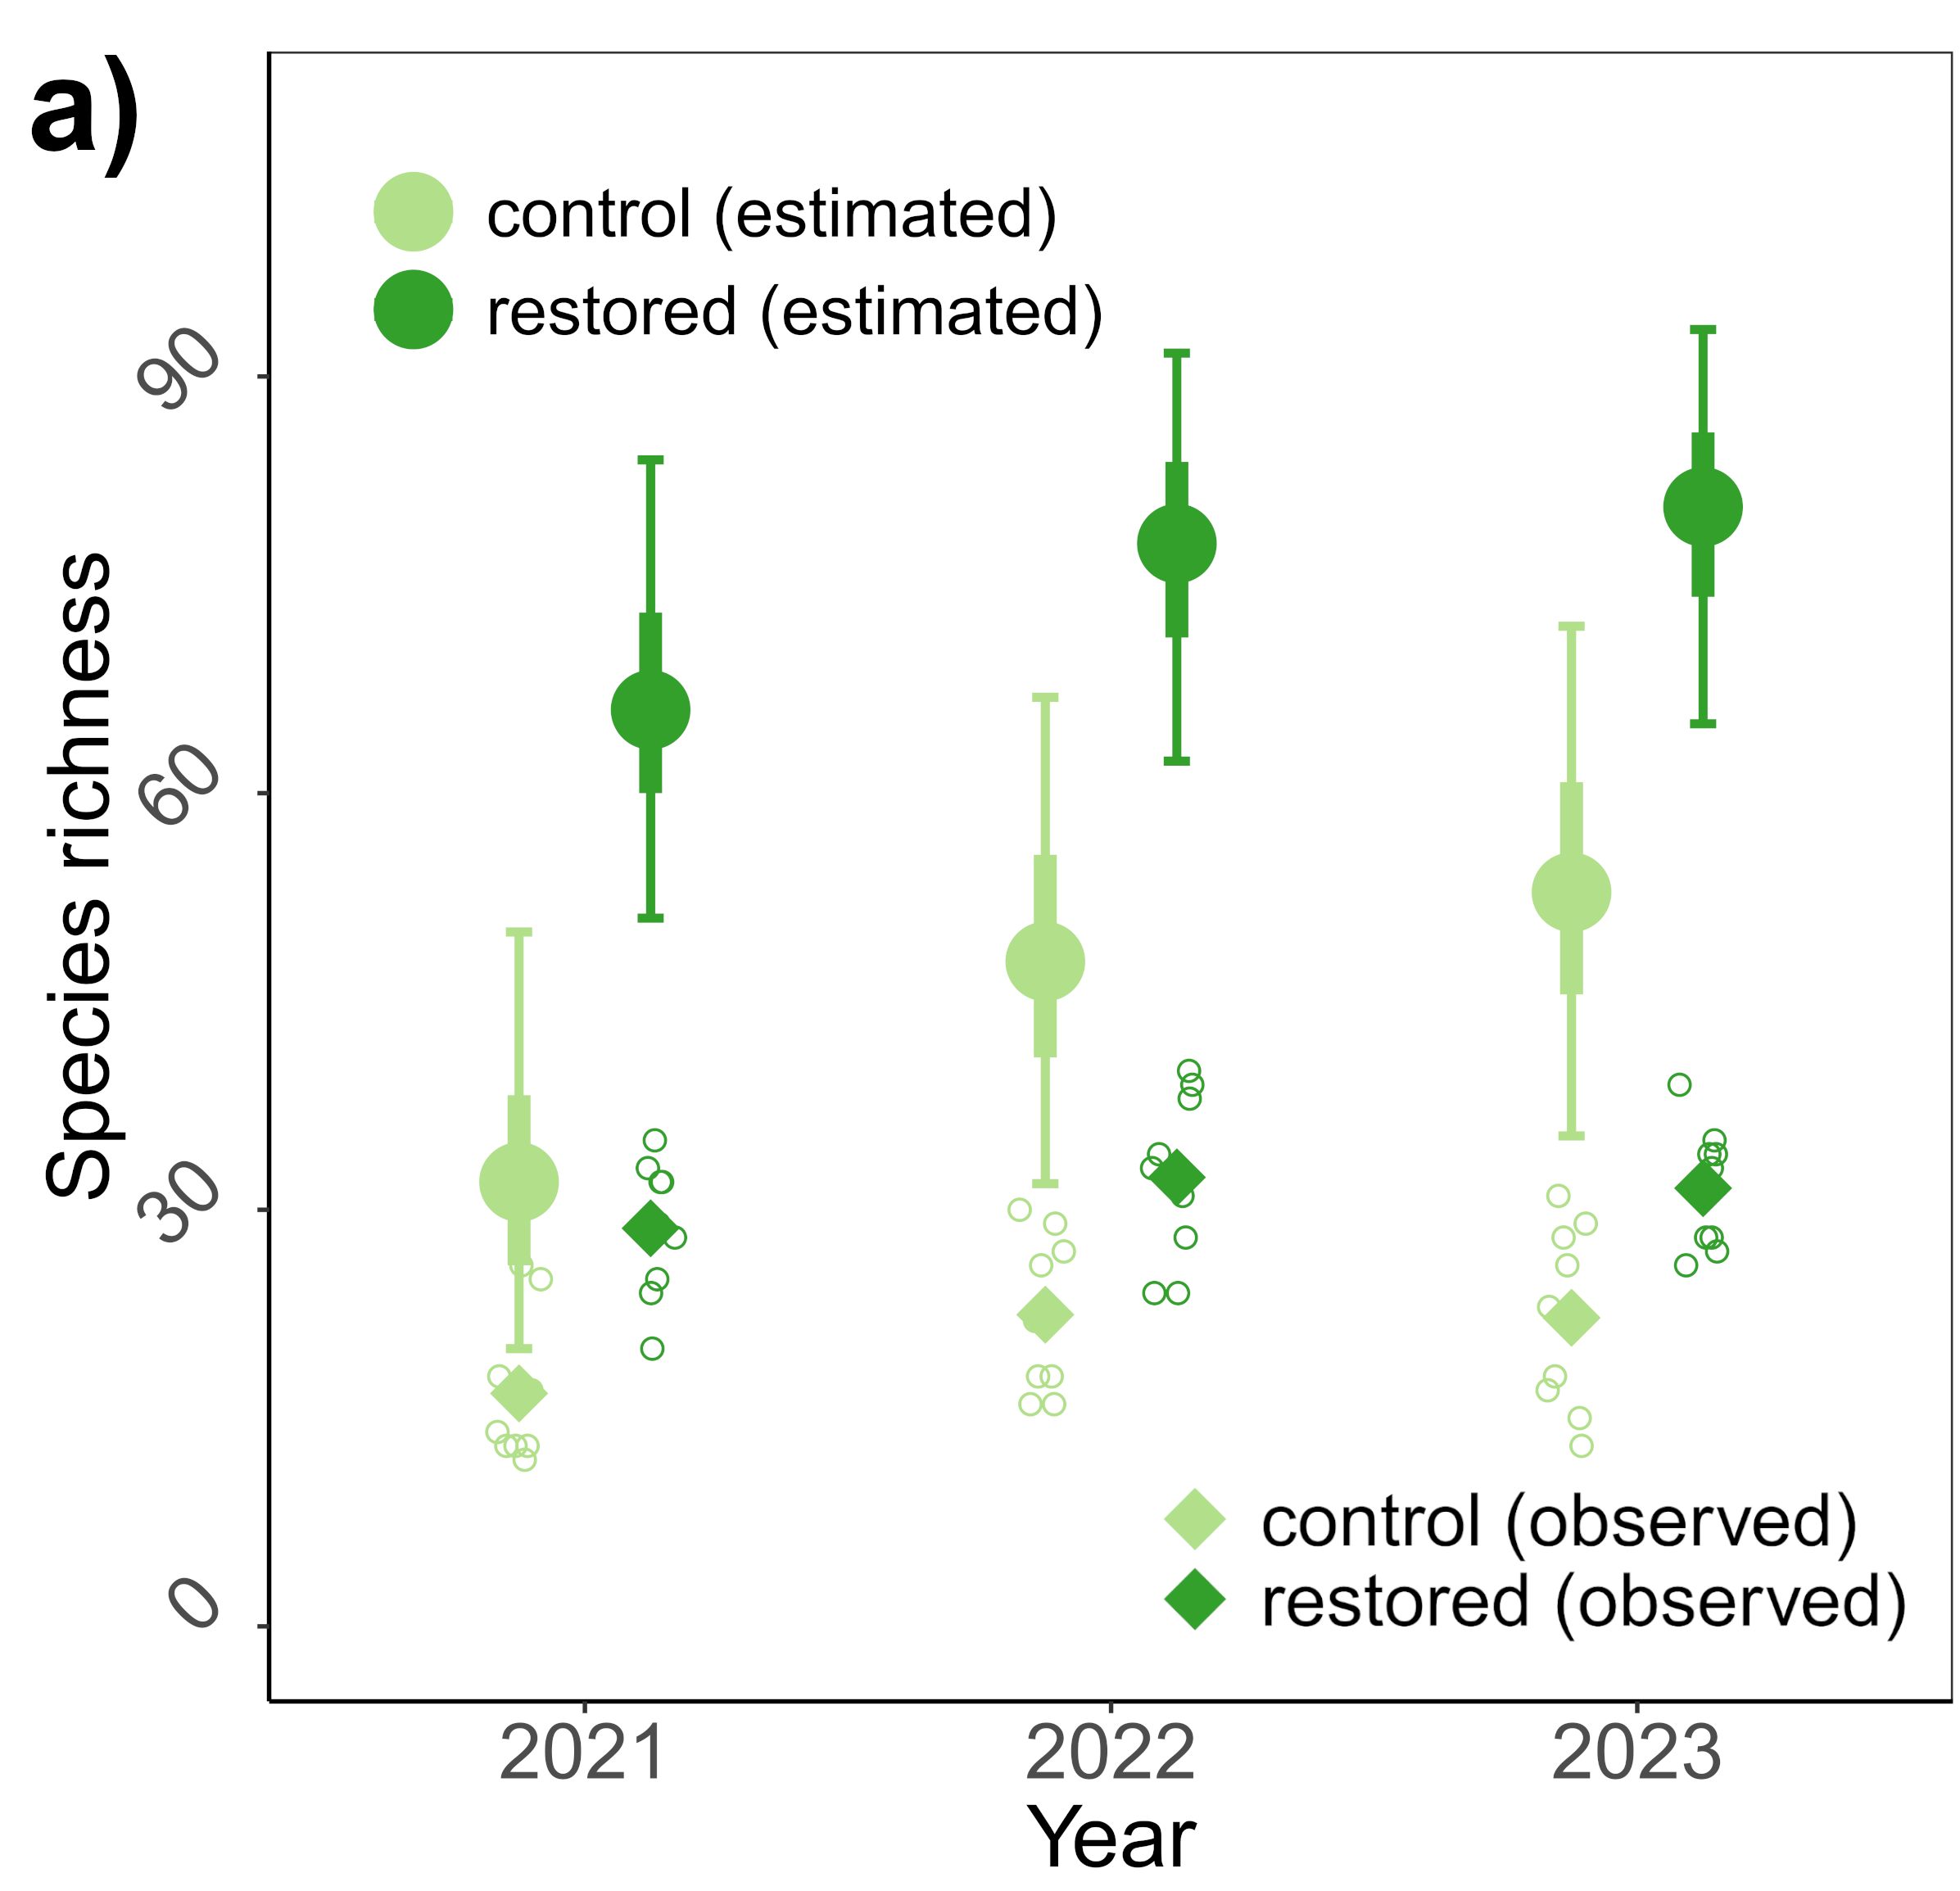 a)
control (estimated)
restored (estimated)
90
60
30
0
Species richness
control (observed)
restored (observed)
2021
2022
2023
Year